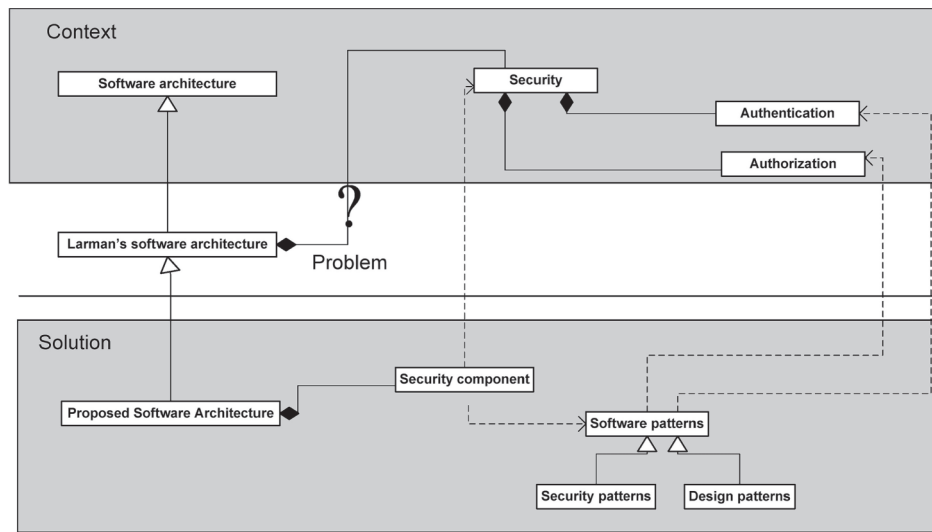 Context
Software architecture
Security
Authentication
Authorization
?
Larman's software architecture
Problem
Solution
Security component
Proposed Software Architecture
Software patterns
Security patterns
Design patterns